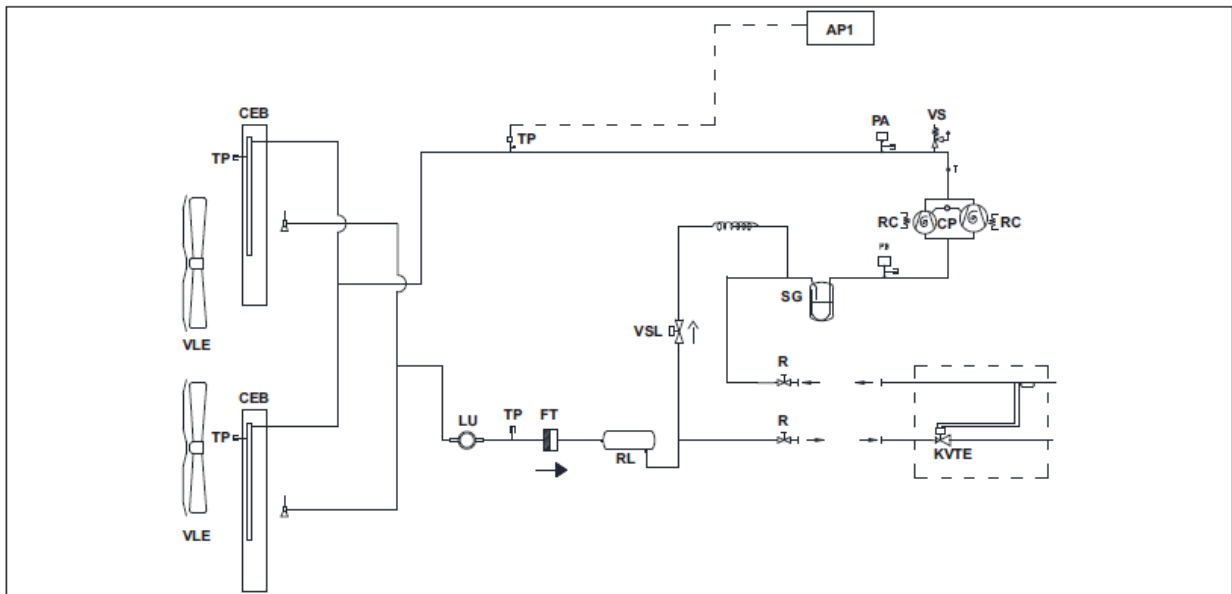 AP1
CEB
TP
TP
PA
VS
T
RC
CP
RC
PB
SG
VLE
VSL
R
CEB
TP
LU
TP
FT
RL
R
KVTE
VLE